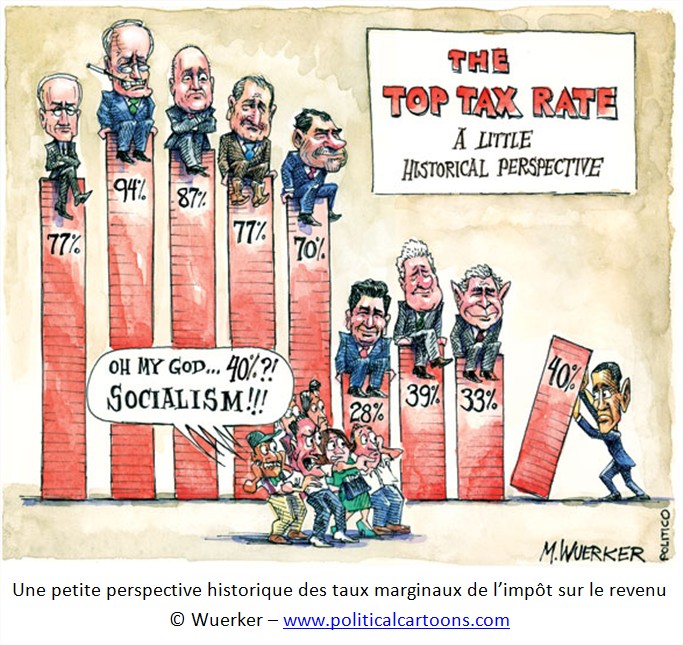 THE
TOP TAX RATE
A LITTLE
HISTORICAL PERSPECTIVE
77%
94%
87%
77%
70%
28%
39%
33%
40%
OH MY GOD... 40%?!
SOCIALISM!!!
M.WUERKER
POLITICO
Une petite perspective historique des taux marginaux de l’impôt sur le revenu
© Wuerker – www.politicalcartoons.com